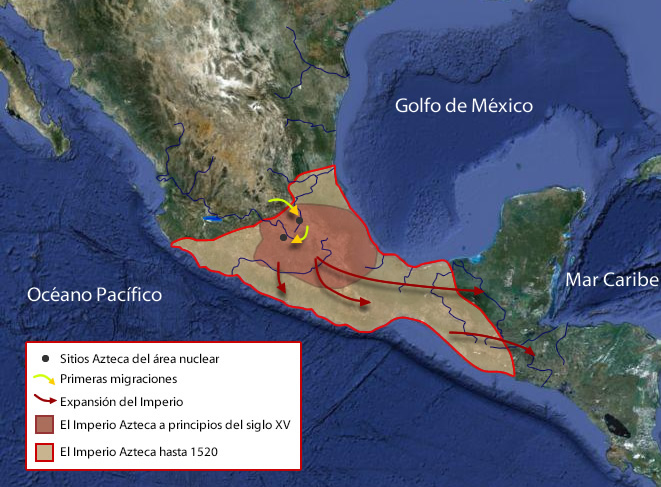 Golfo de México
Mar Caribe
Océano Pacífico
Sitios Azteca del área nuclear
Primeras migraciones
Expansión del Imperio
El Imperio Azteca a principios del siglo XV
El Imperio Azteca hasta 1520